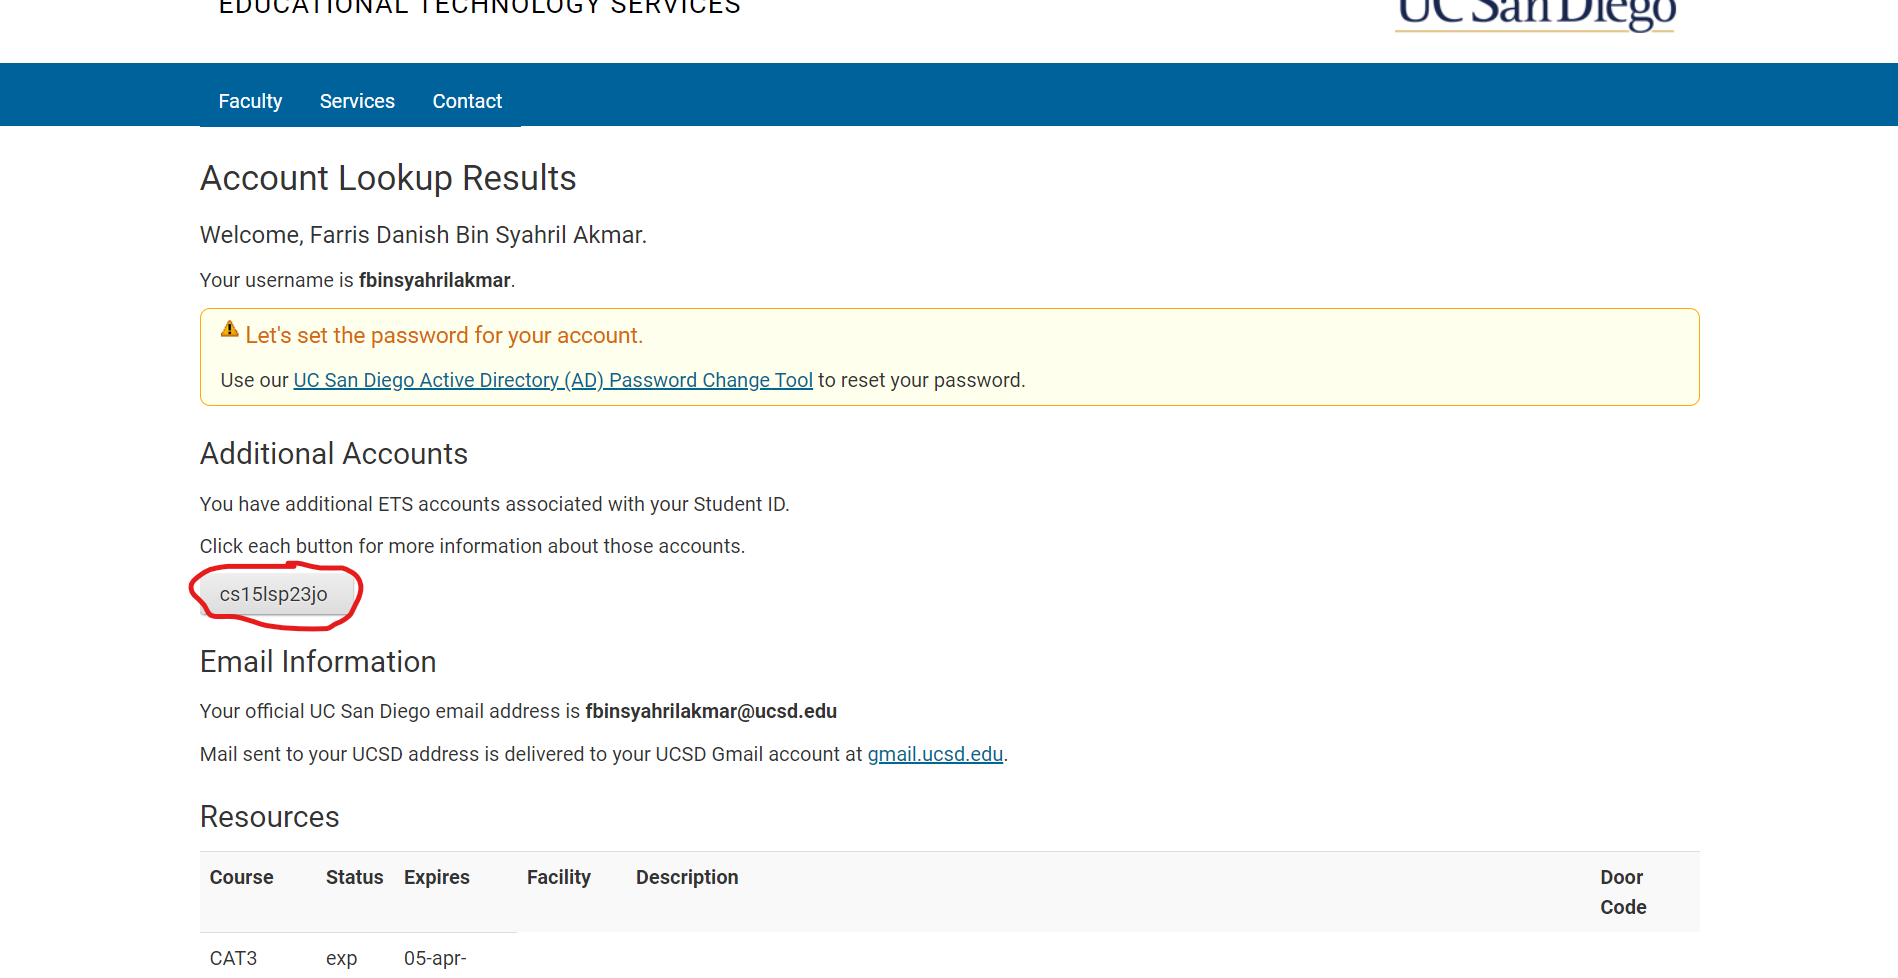 EDUCATIONAL TECHNOLOGY SERVICES
UC San Diego
Faculty Services Contact
Account Lookup Results
Welcome, Farris Danish Bin Syahril Akmar.
Your username is fbinsyahrilakmar.
Let's set the password for your account.
Use our UC San Diego Active Directory (AD) Password Change Tool to reset your password.
Additional Accounts
You have additional ETS accounts associated with your Student ID.
Click each button for more information about those accounts.
cs15lsp23jo
Email Information
Your official UC San Diego email address is fbinsyahrilakmar@ucsd.edu
Mail sent to your UCSD address is delivered to your UCSD Gmail account at gmail.ucsd.edu.
Resources
Course Status Expires Facility Description Door
Code
CAT3 exp 05-apr-